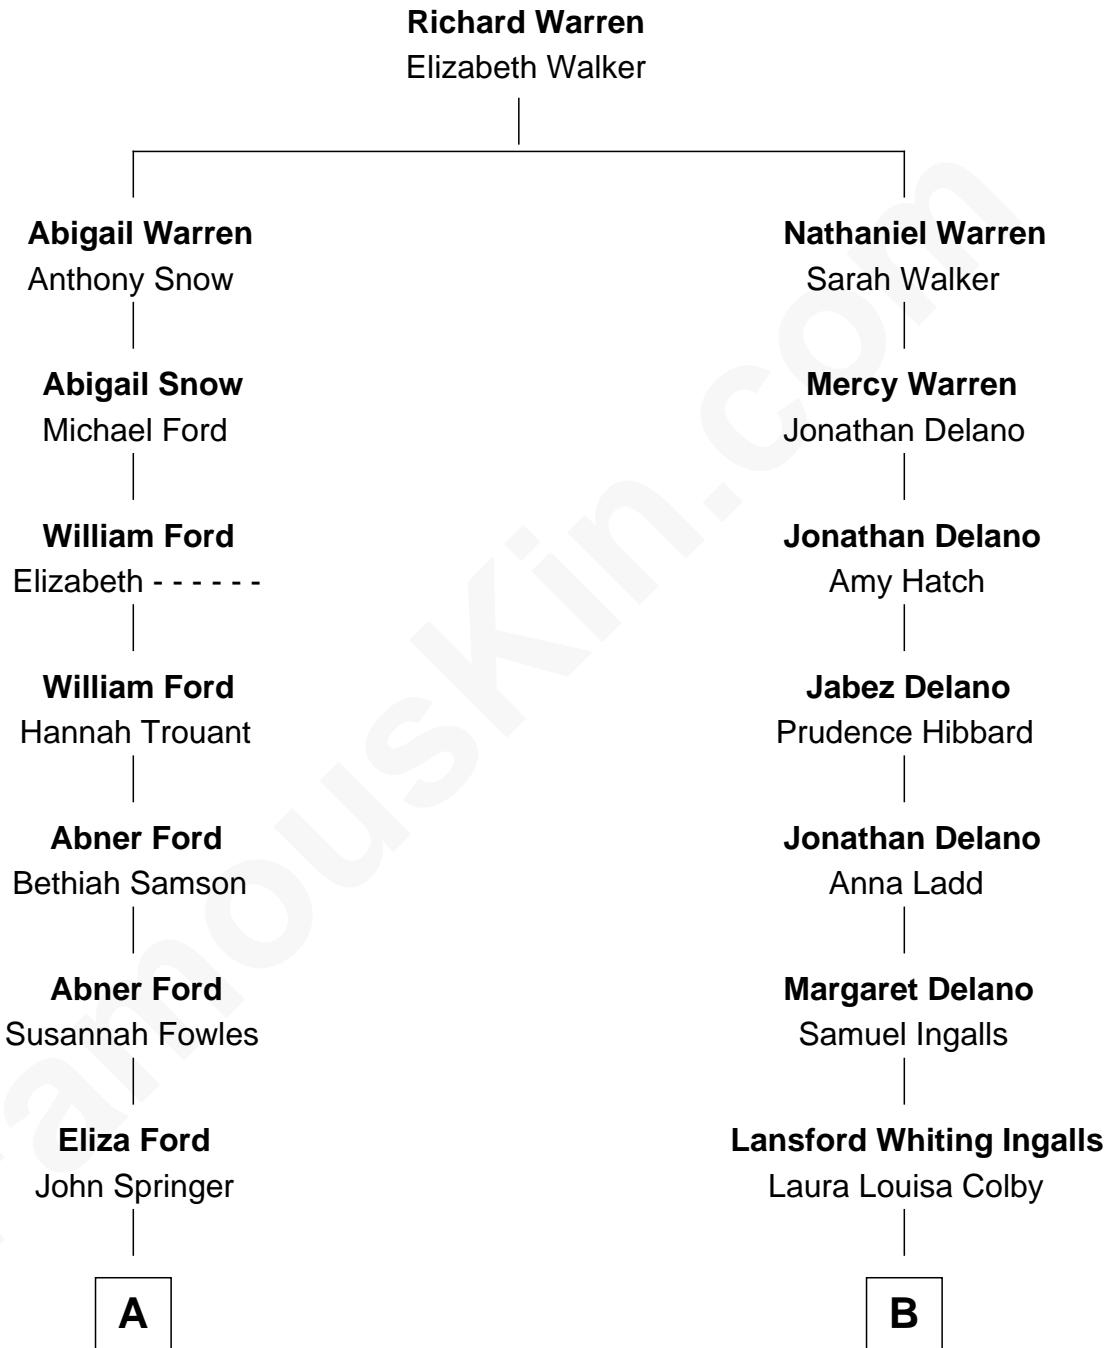 Richard Warren
Elizabeth Walker
Abigail Warren
Anthony Snow
Nathaniel Warren
Sarah Walker
Abigail Snow
Michael Ford
Mercy Warren
Jonathan Delano
William Ford
Elizabeth - - - - - -
Jonathan Delano
Amy Hatch
William Ford
Hannah Trouant
Jabez Delano
Prudence Hibbard
Abner Ford
Bethiah Samson
Jonathan Delano
Anna Ladd
Abner Ford
Susannah Fowles
Margaret Delano
Samuel Ingalls
Eliza Ford
John Springer
Lansford Whiting Ingalls
Laura Louisa Colby
A
B
FamousKin.com